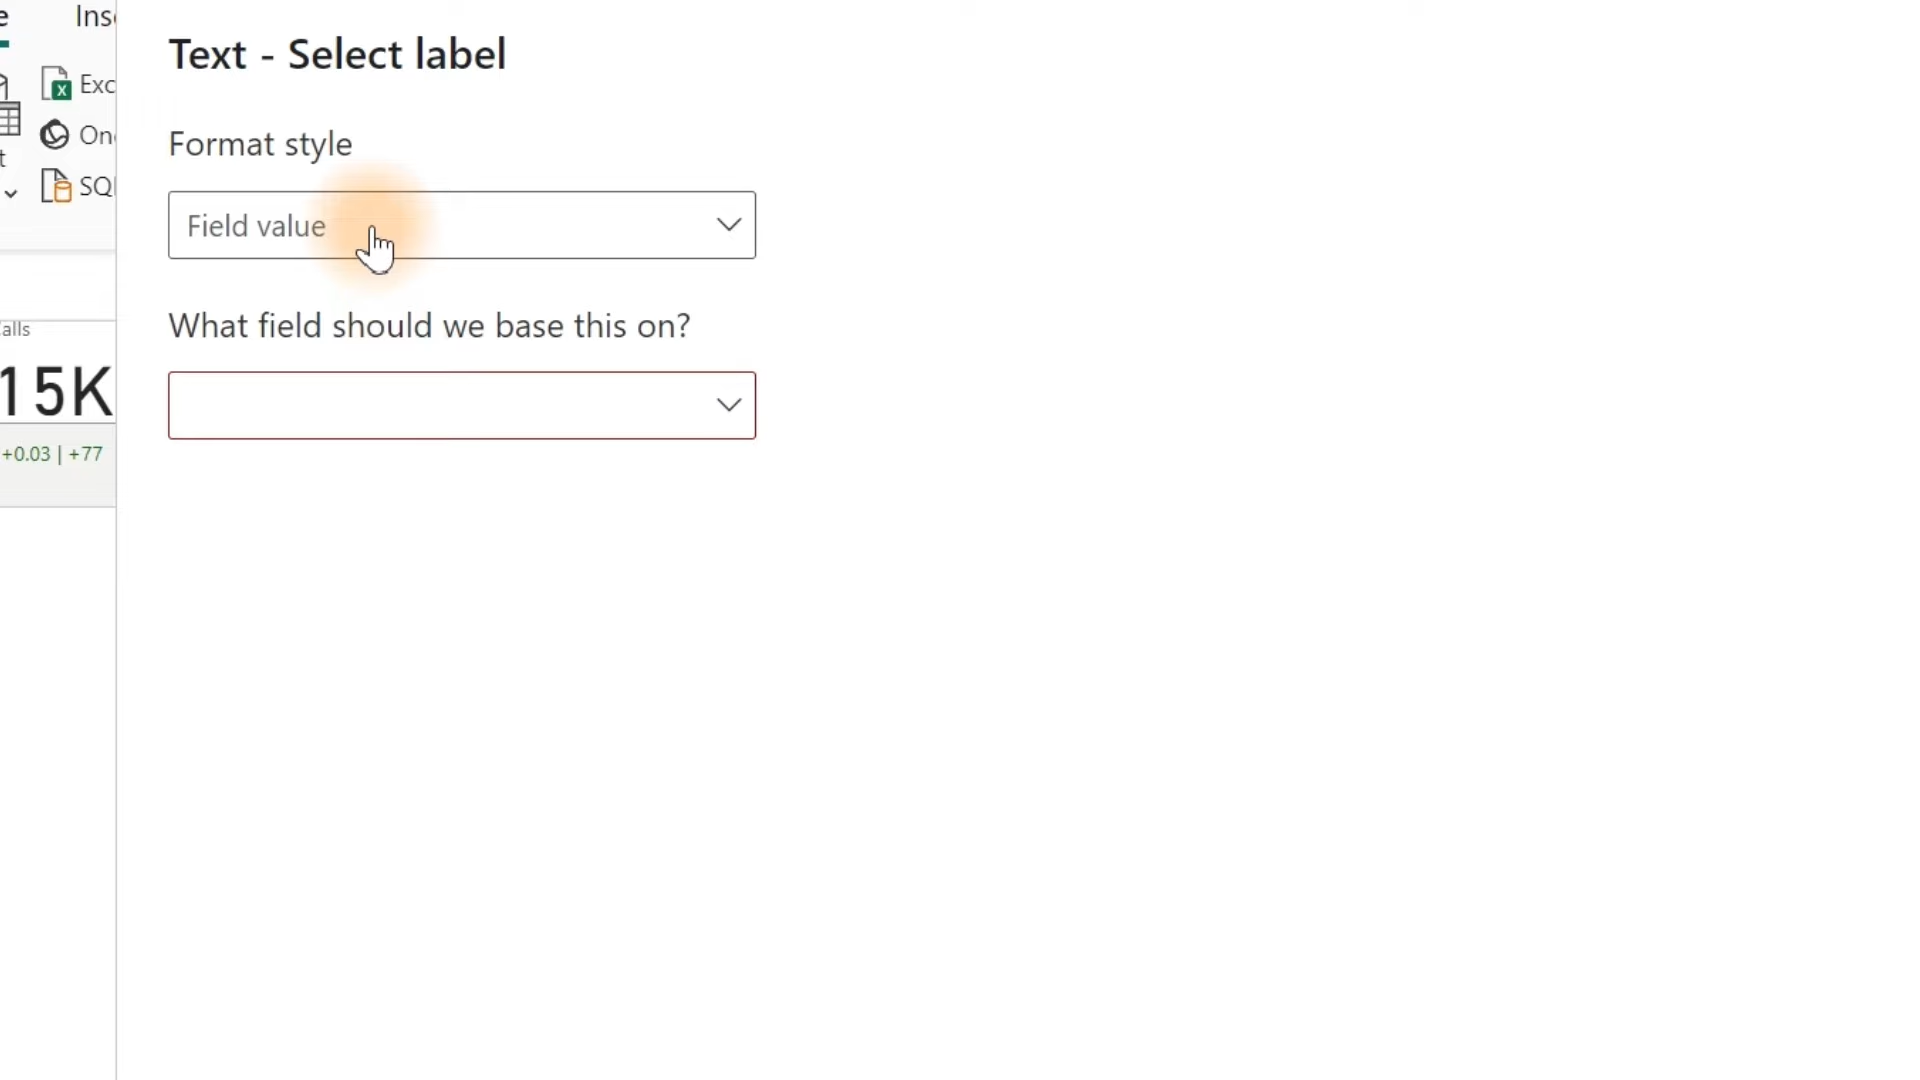 Ins
Text - Select label
Exc
Format style
SQ
Field value
What field should we base this on?
alls
15K
+0.03 | +77